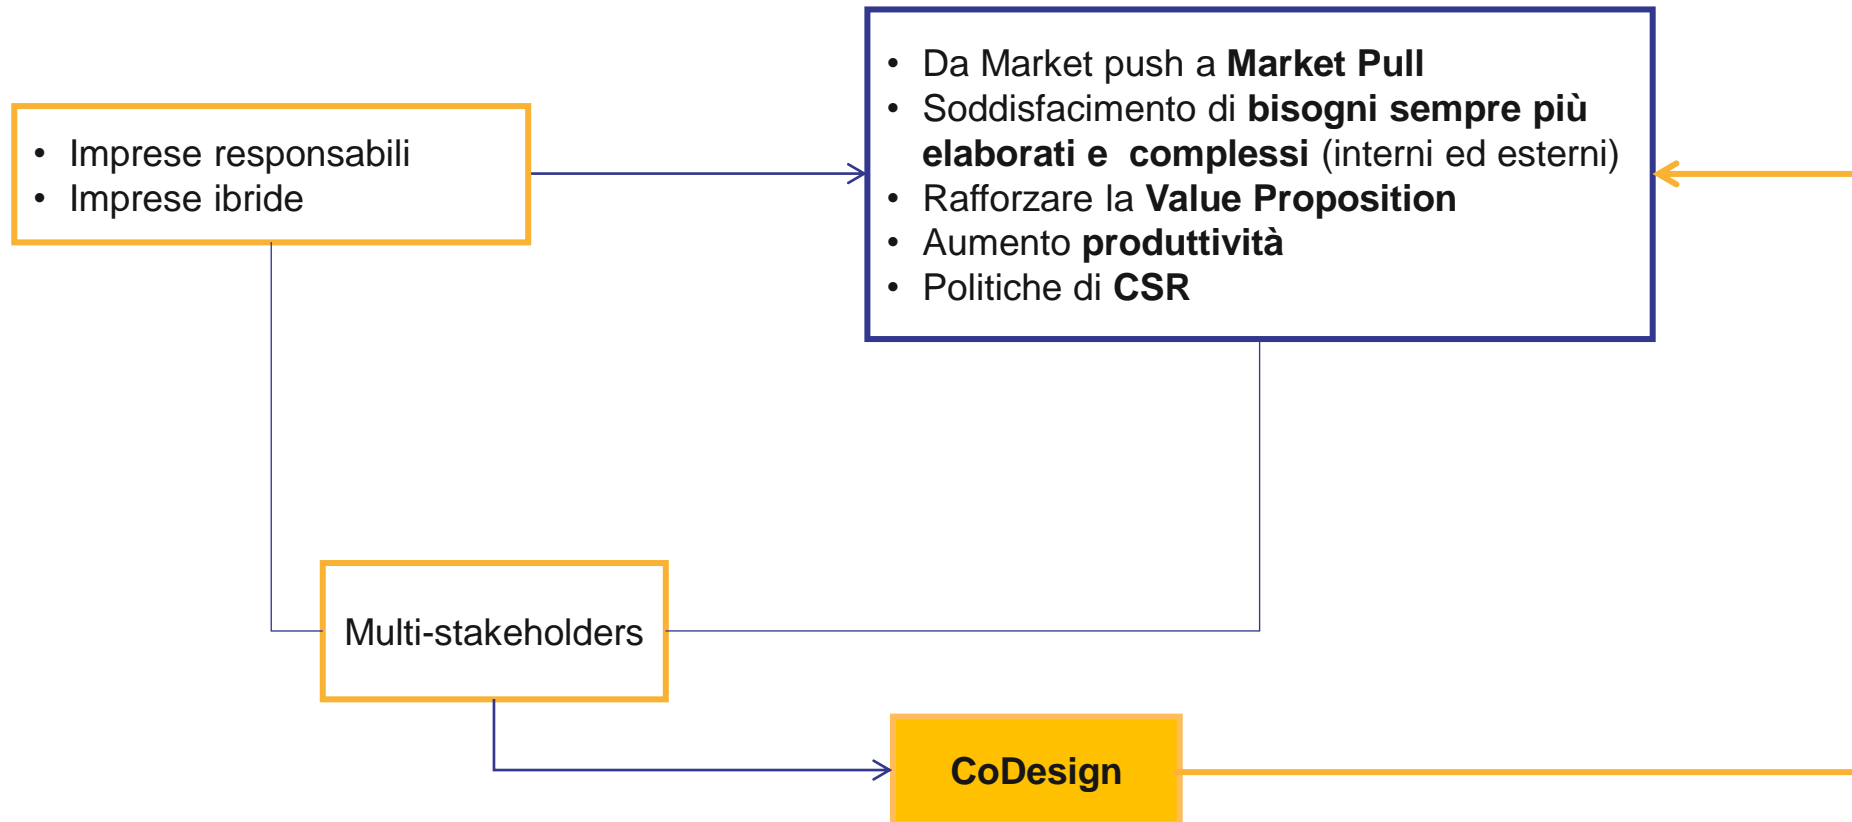 • Da Market push a Market Pull
• Soddisfacimento di bisogni sempre più
elaborati e complessi (interni ed esterni)
• Rafforzare la Value Proposition
• Aumento produttività
• Politiche di CSR
• Imprese responsabili
• Imprese ibride
Multi-stakeholders
CoDesign